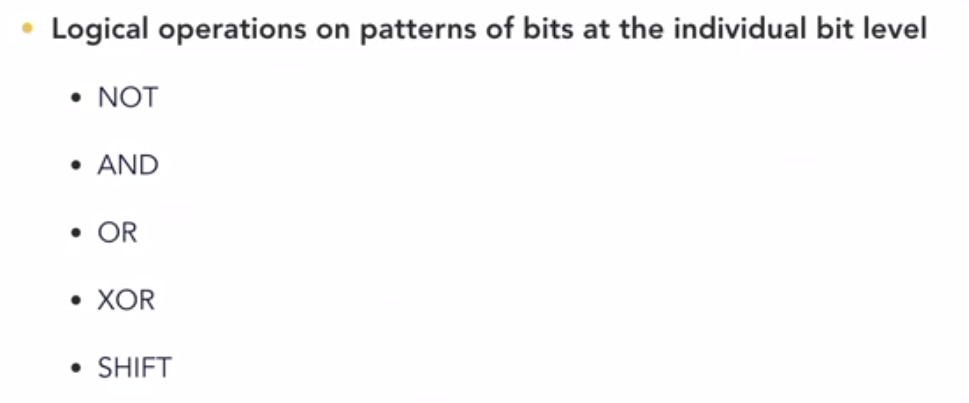 Logical operations on patterns of bits at the individual bit level
NOT
AND
OR
XOR
SHIFT